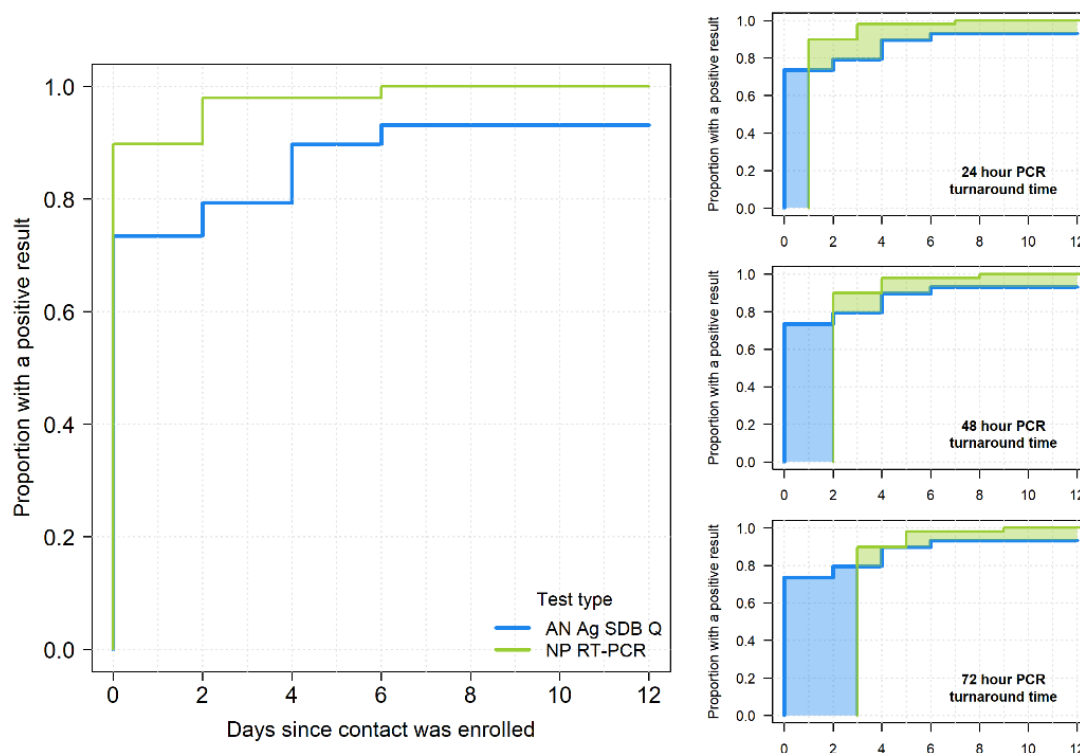 Proportion with a positive result
1.0
0.8
0.6
0.4
0.2
0.0
0 2 4 6 8 10 12
Days since contact was enrolled
Test type
AN Ag SDB Q
NP RT-PCR
Proportion with a positive result
1.0
0.8
0.6
0.4
0.2
0.0
24 hour PCR
turnaround time
0 2 4 6 8 10 12
Proportion with a positive result
1.0
0.8
0.6
0.4
0.2
0.0
48 hour PCR
turnaround time
0 2 4 6 8 10 12
Proportion with a positive result
1.0
0.8
0.6
0.4
0.2
0.0
72 hour PCR
turnaround time
0 2 4 6 8 10 12